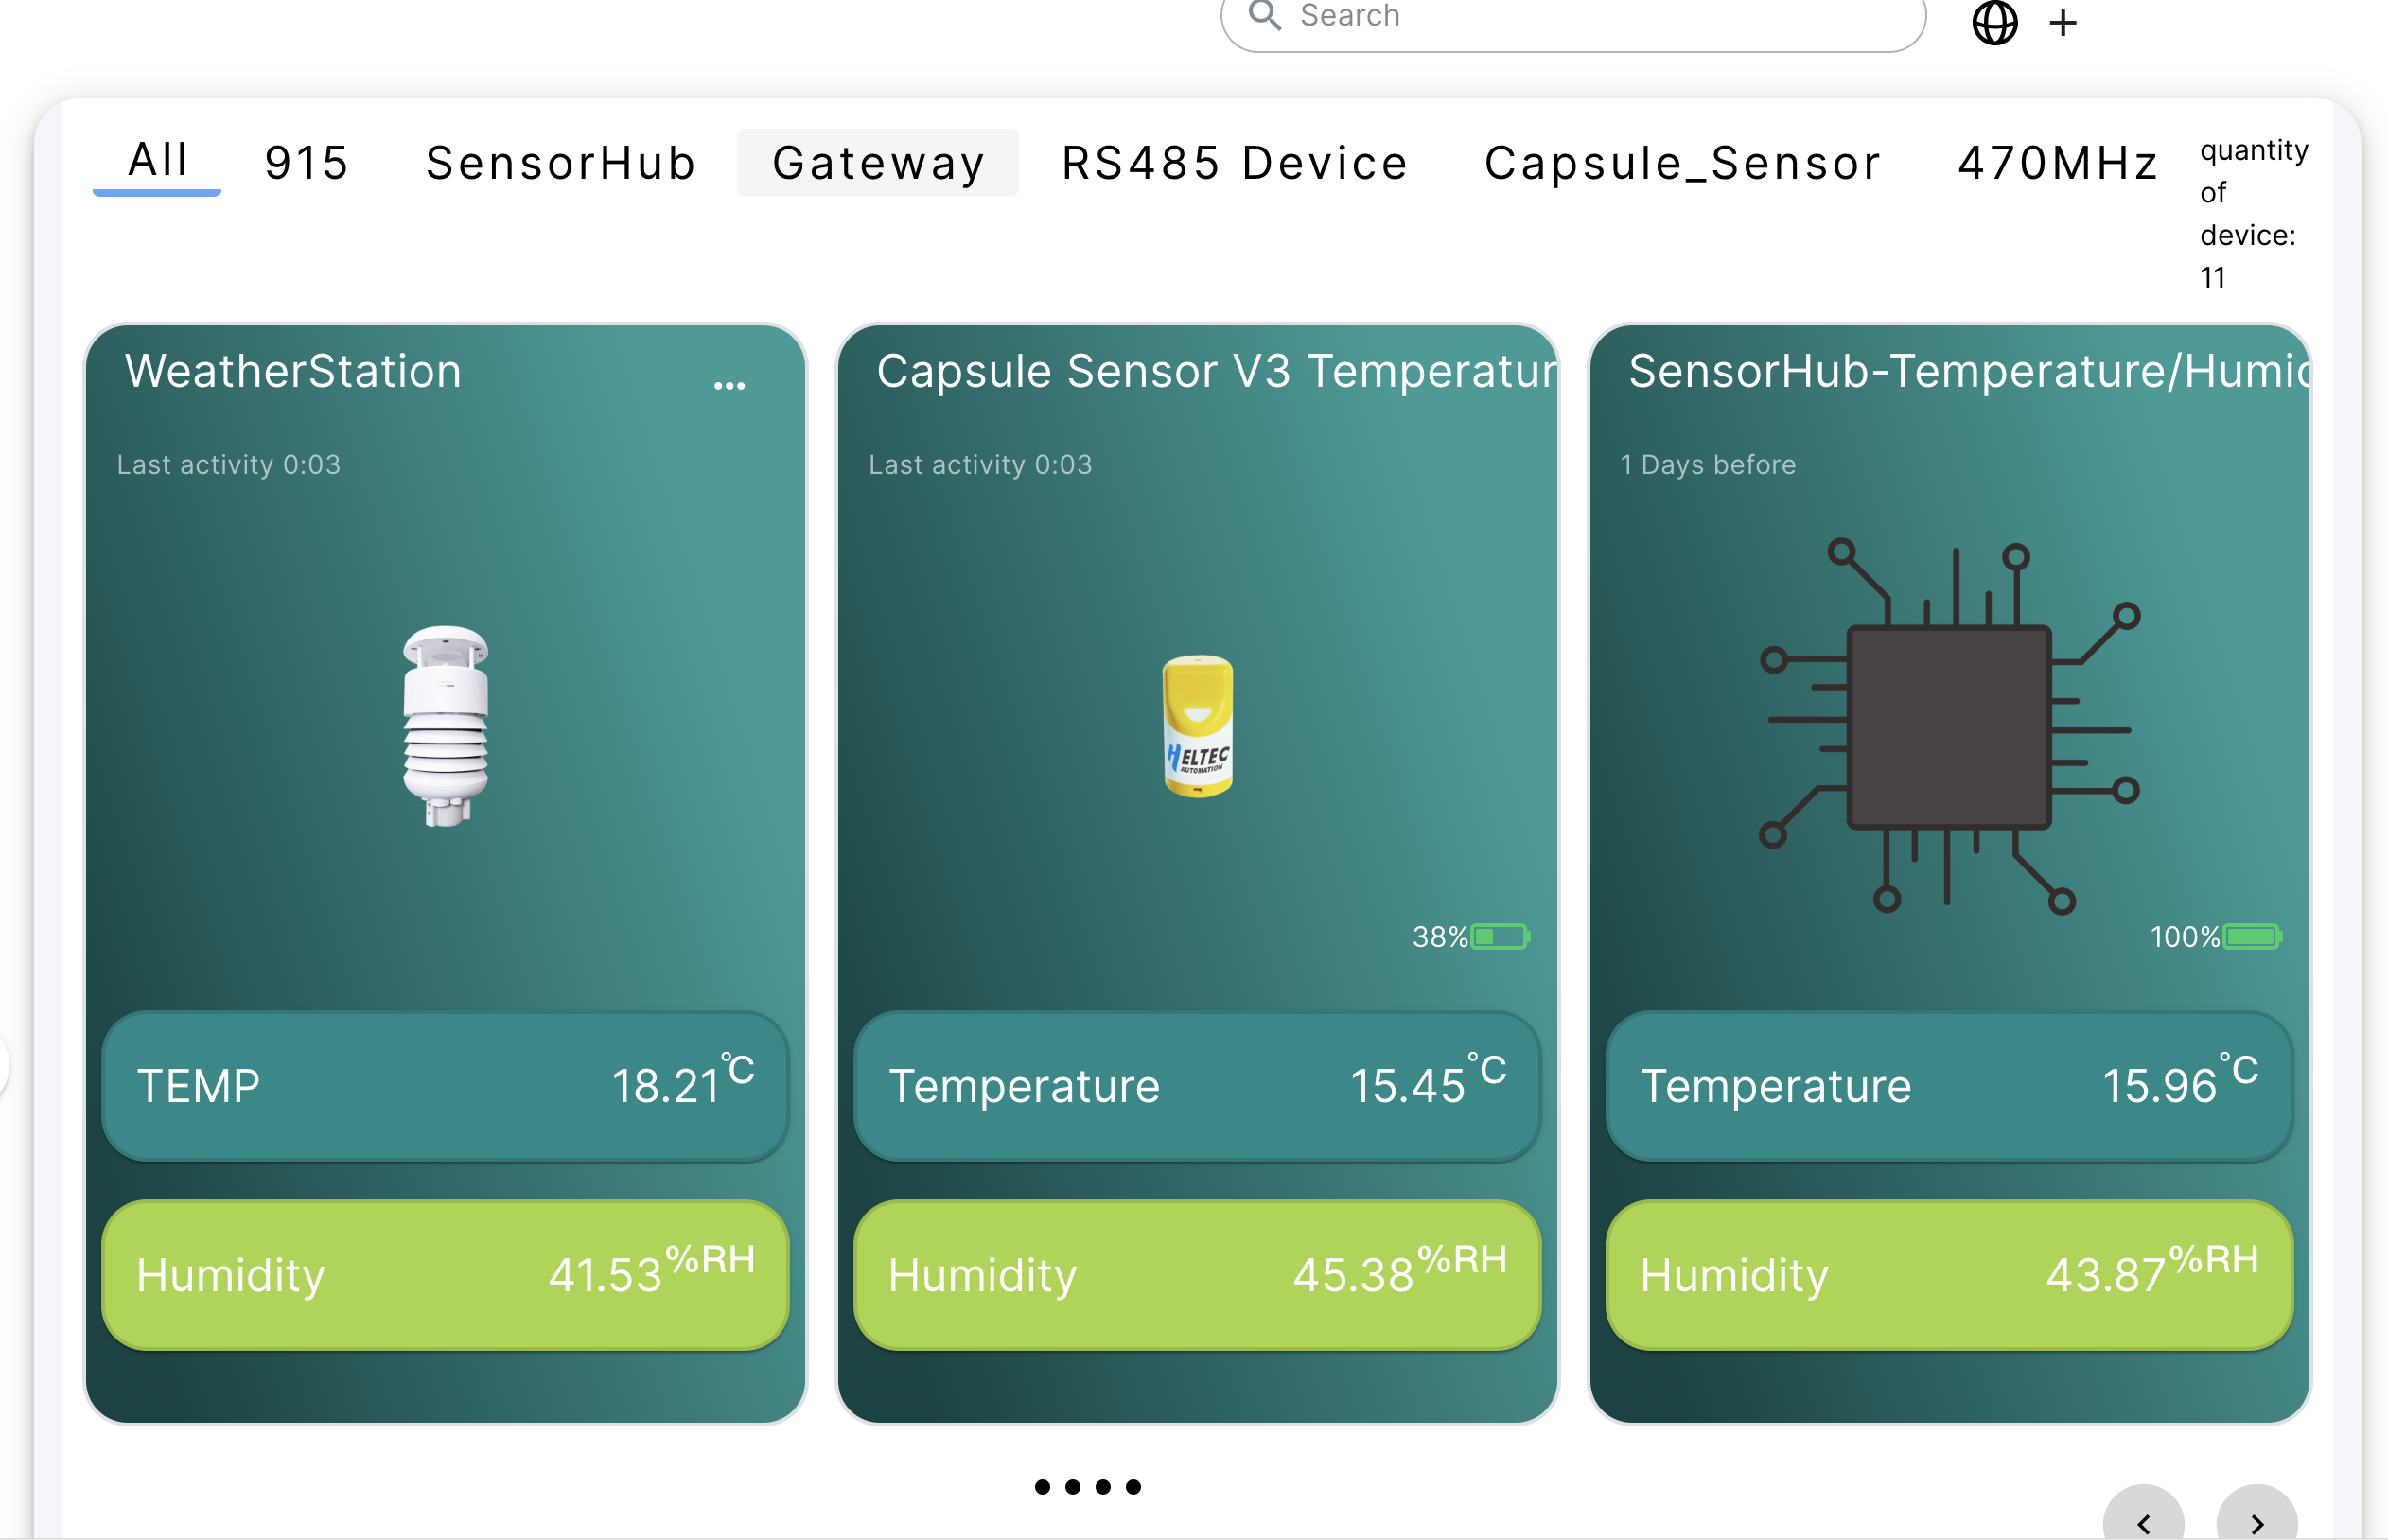 Search
All 915 SensorHub Gateway RS485 Device Capsule_Sensor 470MHz
quantity
of
device:
11
WeatherStation
Last activity 0:03
TEMP 18.21°C
Humidity 41.53%RH
Capsule Sensor V3 Temperatur
Last activity 0:03
HELTEC
AUTOMATION
38%
Temperature 15.45°C
Humidity 45.38%RH
SensorHub-Temperature/Humic
1 Days before
100%
Temperature 15.96°C
Humidity 43.87%RH